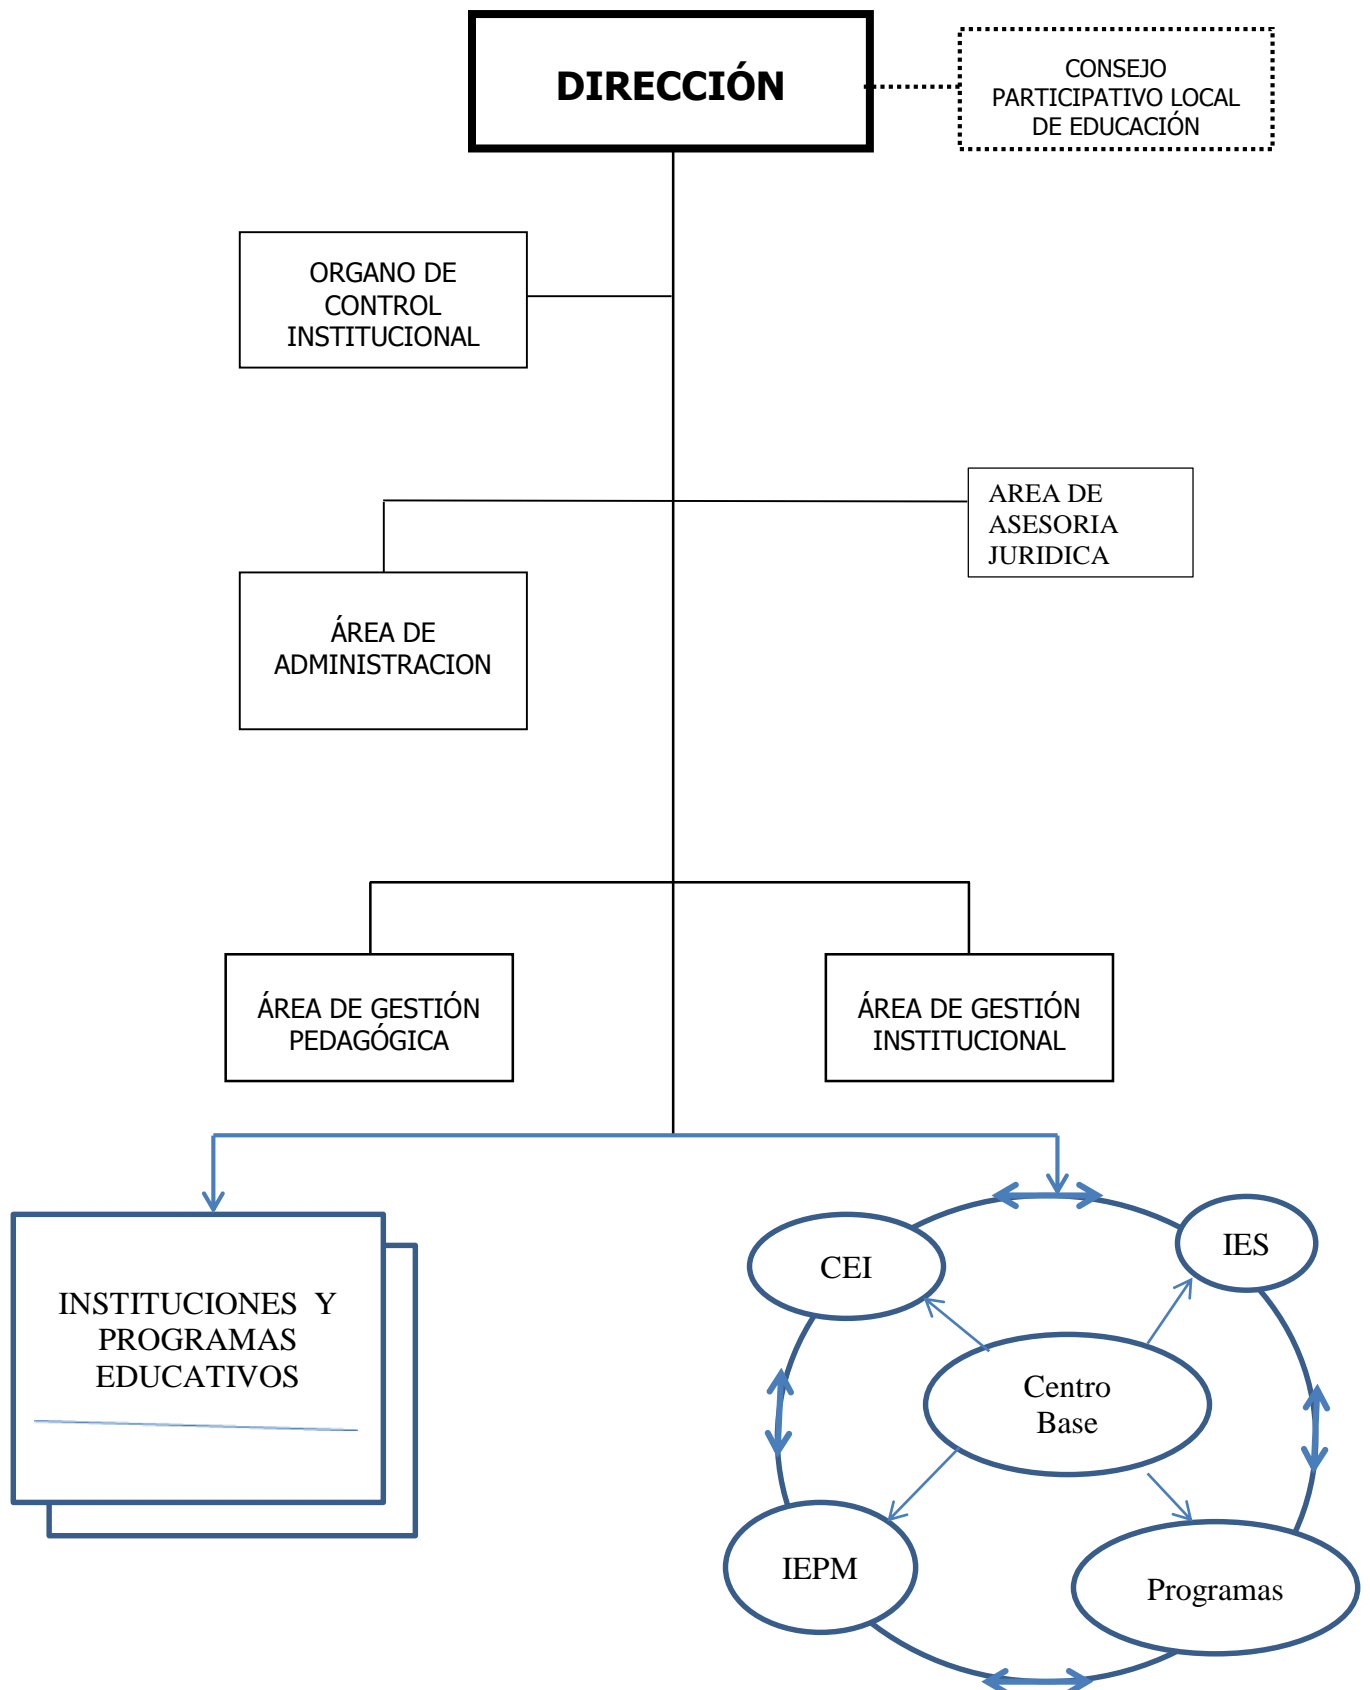 DIRECCIÓN
CONSEJO
PARTICIPATIVO LOCAL
DE EDUCACIÓN
ORGANO DE
CONTROL
INSTITUCIONAL
AREA DE
ASESORIA
JURIDICA
ÁREA DE
ADMINISTRACION
ÁREA DE GESTIÓN
PEDAGÓGICA
ÁREA DE GESTIÓN
INSTITUCIONAL
INSTITUCIONES Y
PROGRAMAS
EDUCATIVOS
CEI
IES
Centro
Base
IEPM
Programas